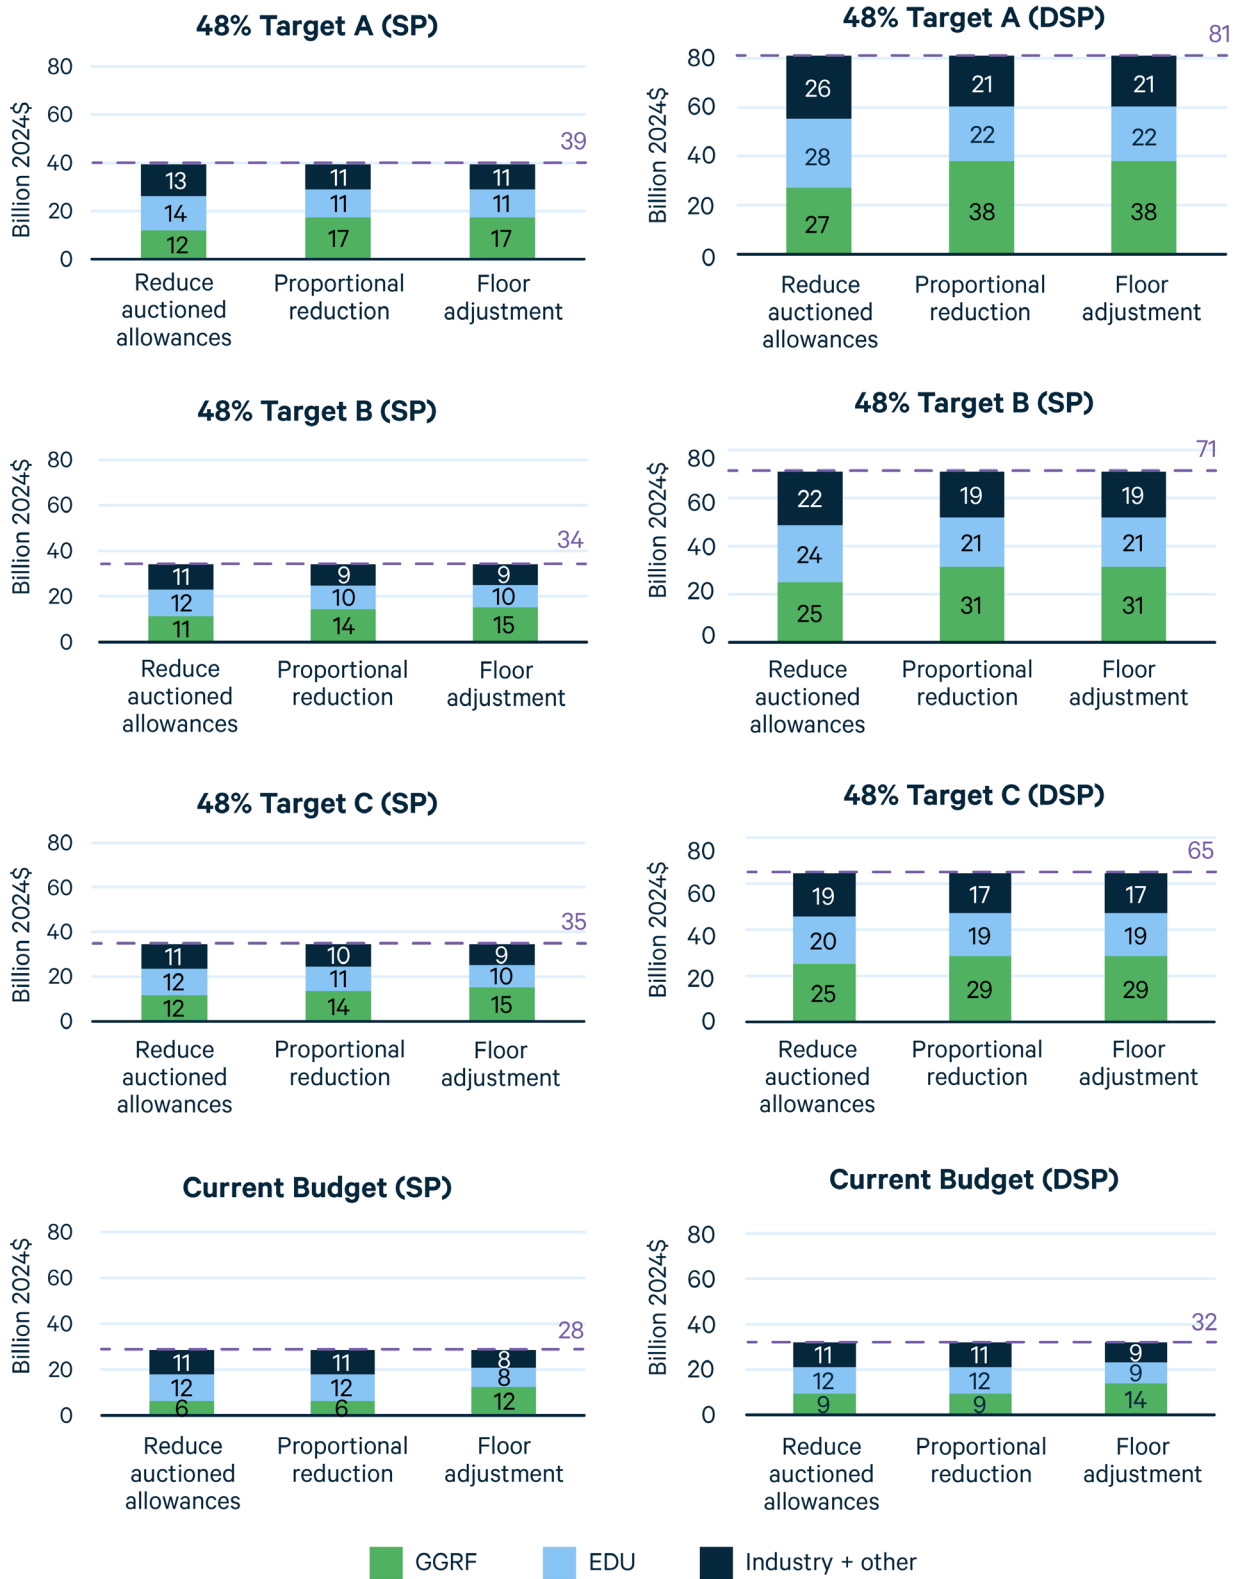 48% Target A (SP)
Billion 2024$
80
60
40
20
0
39
13
14
12
11
11
17
11
11
17
Reduce
auctioned
allowances
Proportional
reduction
Floor
adjustment
48% Target A (DSP)
Billion 2024$
80
60
40
20
0
81
26
28
27
21
22
38
21
22
38
Reduce
auctioned
allowances
Proportional
reduction
Floor
adjustment
48% Target B (SP)
Billion 2024$
80
60
40
20
0
34
11
12
11
9
10
14
9
10
15
Reduce
auctioned
allowances
Proportional
reduction
Floor
adjustment
48% Target B (SP)
Billion 2024$
80
60
40
20
0
71
22
24
25
19
21
31
19
21
31
Reduce
auctioned
allowances
Proportional
reduction
Floor
adjustment
48% Target C (SP)
Billion 2024$
80
60
40
20
0
35
11
12
12
10
11
14
9
10
15
Reduce
auctioned
allowances
Proportional
reduction
Floor
adjustment
48% Target C (DSP)
Billion 2024$
80
60
40
20
0
65
19
20
25
17
19
29
17
19
29
Reduce
auctioned
allowances
Proportional
reduction
Floor
adjustment
Current Budget (SP)
Billion 2024$
80
60
40
20
0
28
11
12
6
11
12
6
8
8
12
Reduce
auctioned
allowances
Proportional
reduction
Floor
adjustment
Current Budget (DSP)
Billion 2024$
80
60
40
20
0
32
11
12
9
11
12
9
9
9
14
Reduce
auctioned
allowances
Proportional
reduction
Floor
adjustment
GGRF
EDU
Industry + other